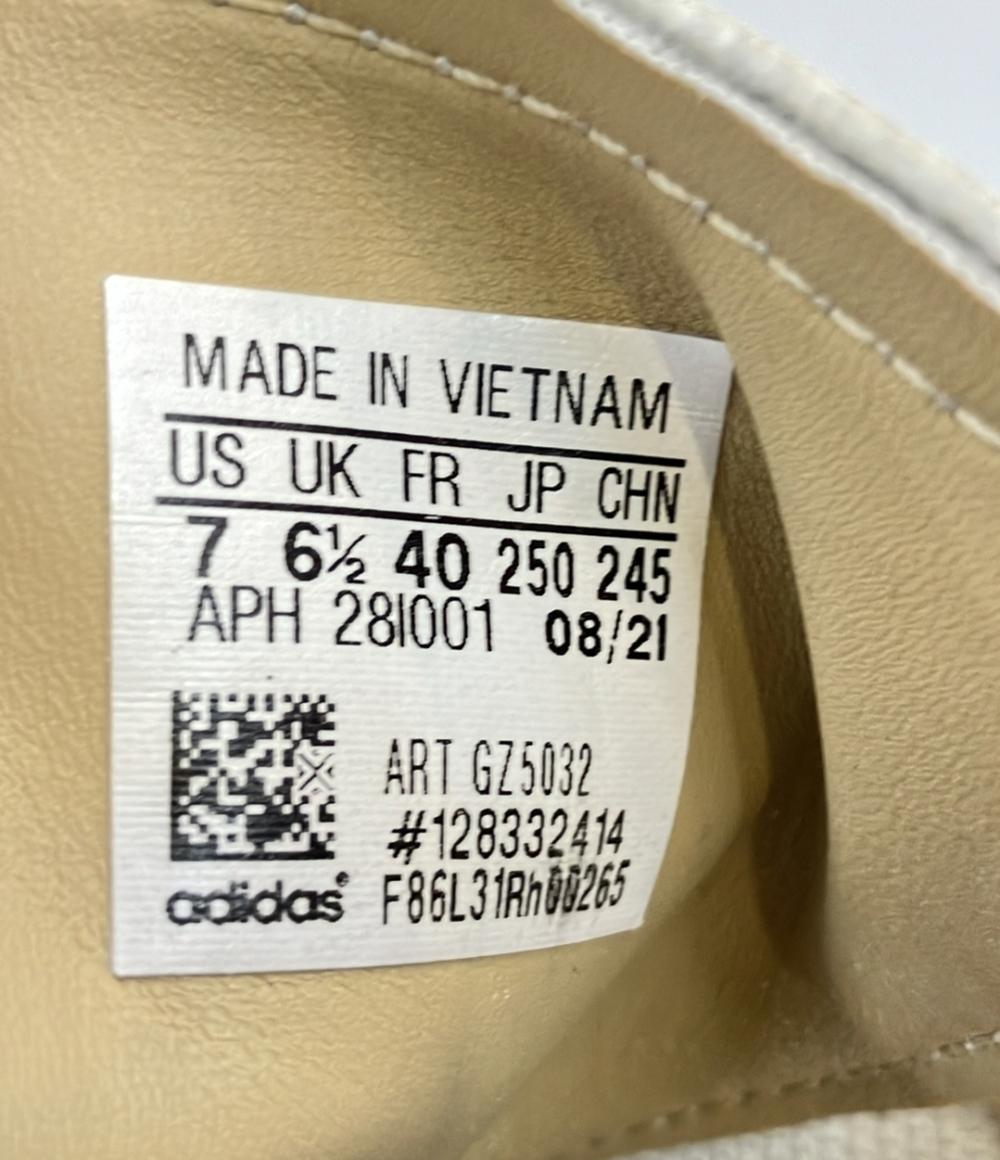 MADE IN VIETNAM
US UK FR JP CHN
7 6½ 40 250 245
APH 28I001 08/21
ART GZ5032
#128332414
adidas® F86L31Rh00265